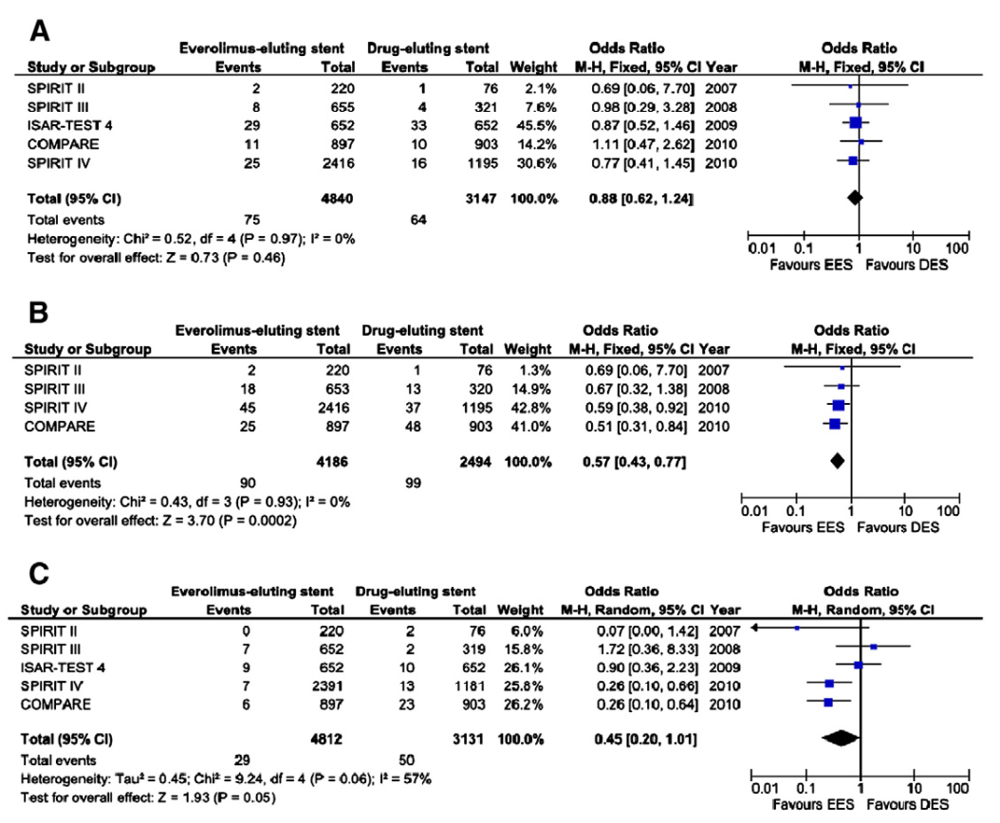 A
Everolimus-eluting stent Drug-eluting stent Odds Ratio Odds Ratio
Study or Subgroup Events Total Events Total Weight M-H, Fixed, 95% CI Year M-H, Fixed, 95% CI
SPIRIT II 2 220 1 76 2.1% 0.69 [0.06, 7.70] 2007
SPIRIT III 8 655 4 321 7.6% 0.98 [0.29, 3.28] 2008
ISAR-TEST 4 29 652 33 652 45.5% 0.87 [0.52, 1.46] 2009
COMPARE 11 897 10 903 14.2% 1.11 [0.47, 2.62] 2010
SPIRIT IV 25 2416 16 1195 30.6% 0.77 [0.41, 1.45] 2010
Total (95% CI) 4840 3147 100.0% 0.88 [0.62, 1.24]
Total events 75 64
Heterogeneity: Chi² = 0.52, df = 4 (P = 0.97); I² = 0%
Test for overall effect: Z = 0.73 (P = 0.46)
0.01 0.1 1 10 100
Favours EES Favours DES
B
Everolimus-eluting stent Drug-eluting stent Odds Ratio Odds Ratio
Study or Subgroup Events Total Events Total Weight M-H, Fixed, 95% CI Year M-H, Fixed, 95% CI
SPIRIT II 2 220 1 76 1.3% 0.69 [0.06, 7.70] 2007
SPIRIT III 18 653 13 320 14.9% 0.67 [0.32, 1.38] 2008
SPIRIT IV 45 2416 37 1195 42.8% 0.59 [0.38, 0.92] 2010
COMPARE 25 897 48 903 41.0% 0.51 [0.31, 0.84] 2010
Total (95% CI) 4186 2494 100.0% 0.57 [0.43, 0.77]
Total events 90 99
Heterogeneity: Chi² = 0.43, df = 3 (P = 0.93); I² = 0%
Test for overall effect: Z = 3.70 (P = 0.0002)
0.01 0.1 1 10 100
Favours EES Favours DES
C
Everolimus-eluting stent Drug-eluting stent Odds Ratio Odds Ratio
Study or Subgroup Events Total Events Total Weight M-H, Random, 95% CI Year M-H, Random, 95% CI
SPIRIT II 0 220 2 76 6.0% 0.07 [0.00, 1.42] 2007
SPIRIT III 7 652 2 319 15.8% 1.72 [0.36, 8.33] 2008
ISAR-TEST 4 9 652 10 652 26.1% 0.90 [0.36, 2.23] 2009
SPIRIT IV 7 2391 13 1181 25.8% 0.26 [0.10, 0.66] 2010
COMPARE 6 897 23 903 26.2% 0.26 [0.10, 0.64] 2010
Total (95% CI) 4812 3131 100.0% 0.45 [0.20, 1.01]
Total events 29 50
Heterogeneity: Tau² = 0.45; Chi² = 9.24, df = 4 (P = 0.06); I² = 57%
Test for overall effect: Z = 1.93 (P = 0.05)
0.01 0.1 1 10 100
Favours EES Favours DES